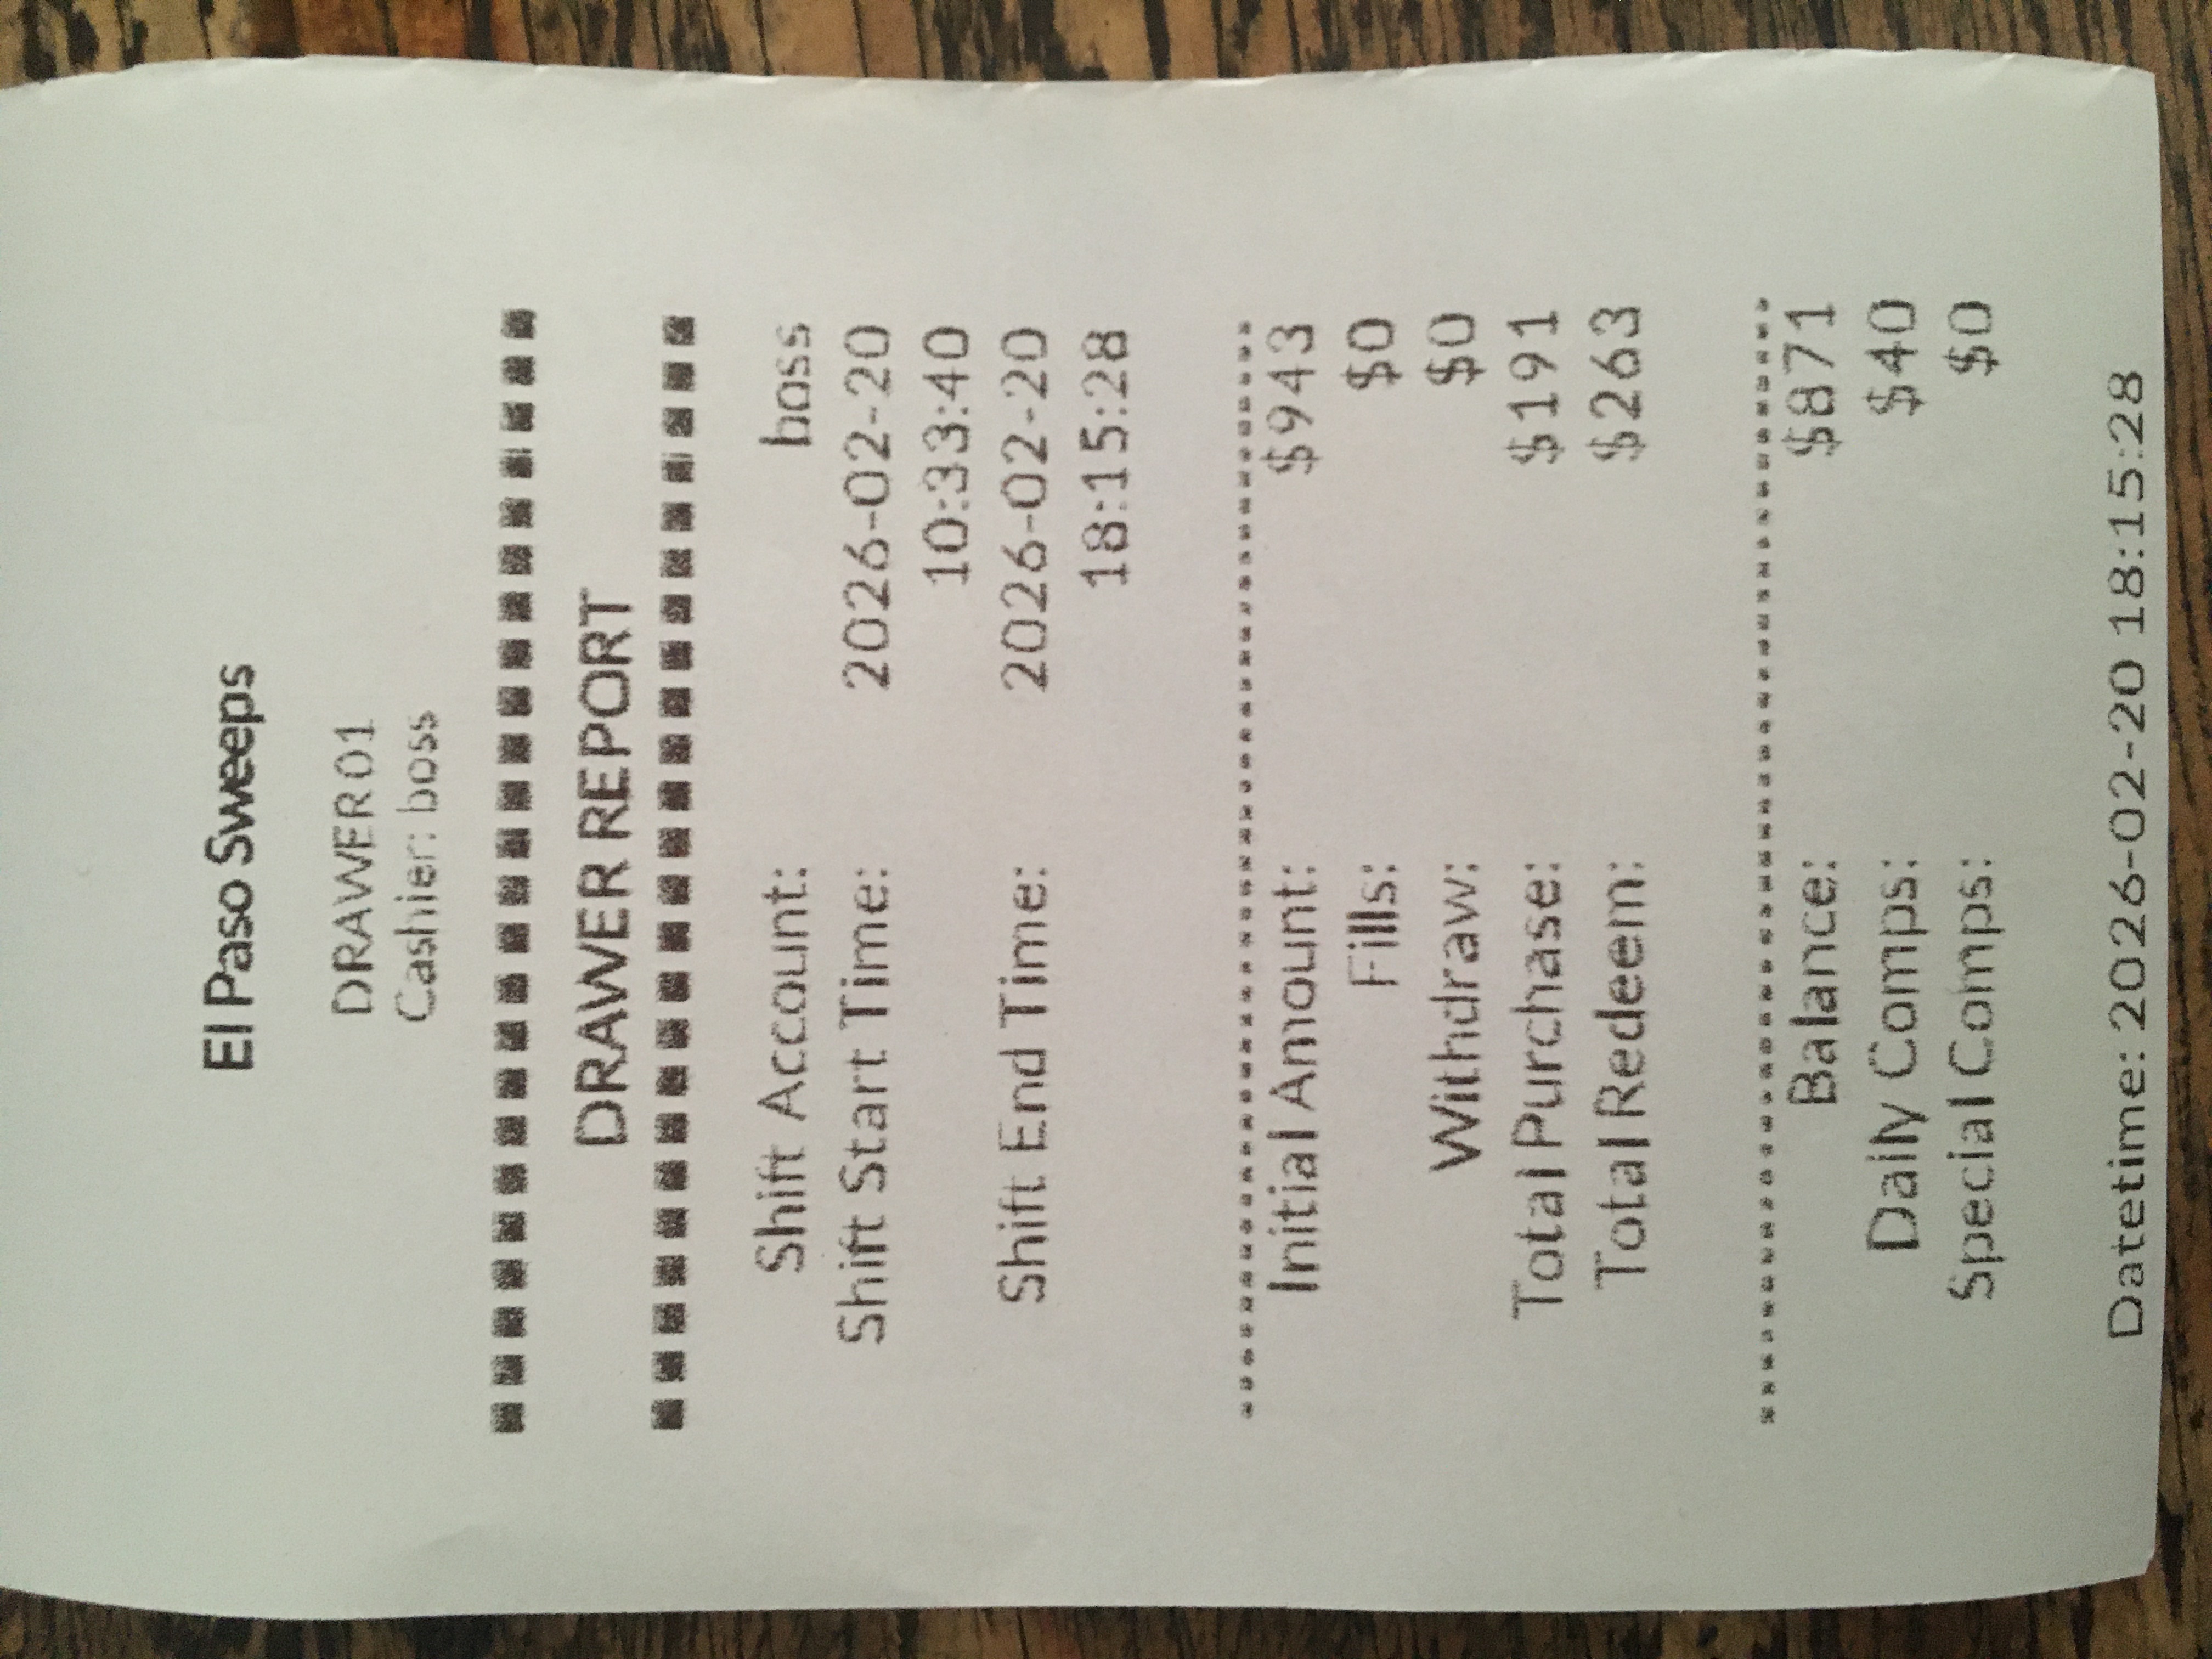 El Paso Sweeps
DRAWER01
Cashier: boss
DRAWER REPORT
Shift Account: boss
Shift Start Time: 2026-02-20
10:33:40
Shift End Time: 2026-02-20
18:15:28
Initial Amount: $943
Fills: $0
Withdraw: $0
Total Purchase: $191
Total Redeem: $263
Balance: $871
Daily Comps: $40
Special Comps: $0
Datetime: 2026-02-20 18:15:28